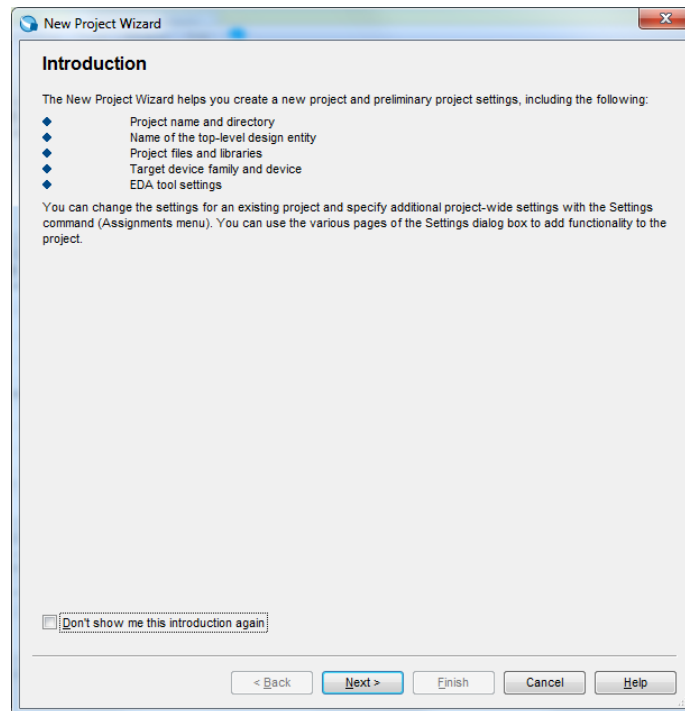 New Project Wizard
Introduction
The New Project Wizard helps you create a new project and preliminary project settings, including the following:
Project name and directory
Name of the top-level design entity
Project files and libraries
Target device family and device
EDA tool settings
You can change the settings for an existing project and specify additional project-wide settings with the Settings
command (Assignments menu). You can use the various pages of the Settings dialog box to add functionality to the
project.
Don't show me this introduction again
< Back Next > Finish Cancel Help